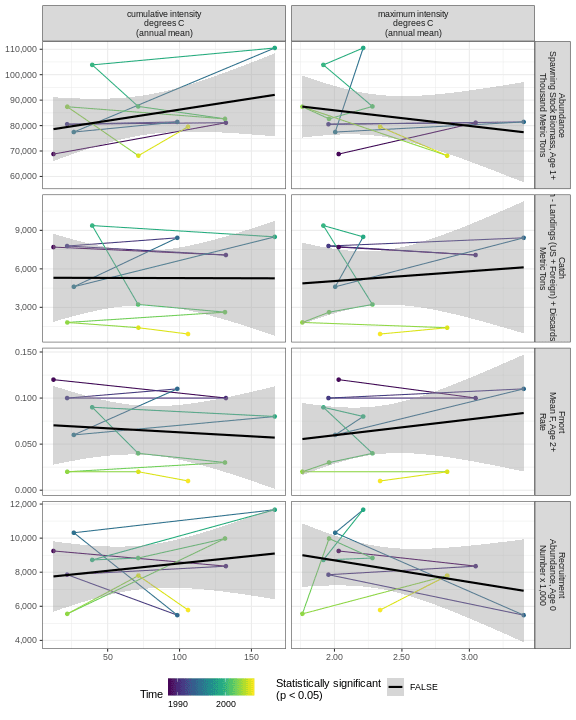 cumulative intensity
degrees C
(annual mean)
maximum intensity
degrees C
(annual mean)
110,000
100,000
90,000
80,000
70,000
60,000
Abundance
Spawning Stock Biomass, Age 1+
Thousand Metric Tons
9,000
6,000
3,000
Catch
- Landings (US + Foreign) + Discards
Metric Tons
0.150
0.100
0.050
0.000
Fmort
Mean F, Age 2+
Rate
12,000
10,000
8,000
6,000
4,000
Recruitment
Abundance, Age 0
Number x 1,000
50 100 150
2.00 2.50 3.00
Time
1990 2000
Statistically significant
(p < 0.05)
FALSE